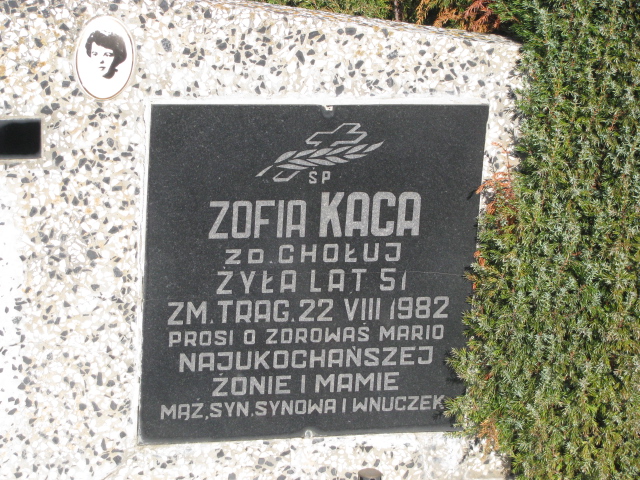 ŚP
ZOFIA KACA
ZD. CHOŁUJ
ŻYŁA LAT 51
ZM. TRAG. 22 VIII 1982
PROSI O ZDROWAŚ MARIO
NAJUKOCHAŃSZEJ
ŻONIE I MAMIE
MĄŻ, SYN, SYNOWA I WNUCZEK